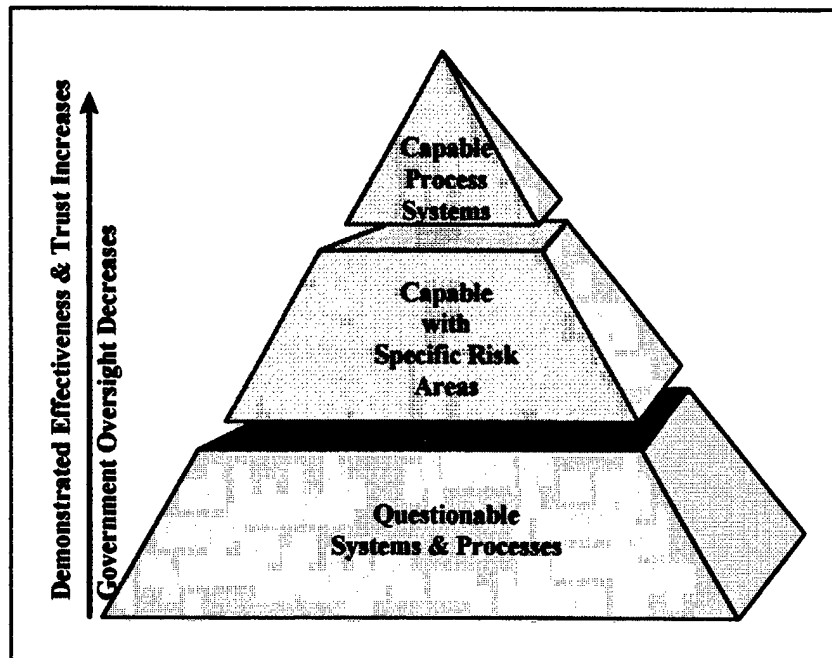 Demonstrated Effectiveness & Trust Increases
Government Oversight Decreases
Capable
Process
Systems
Capable
with
Specific Risk
Areas
Questionable
Systems & Processes